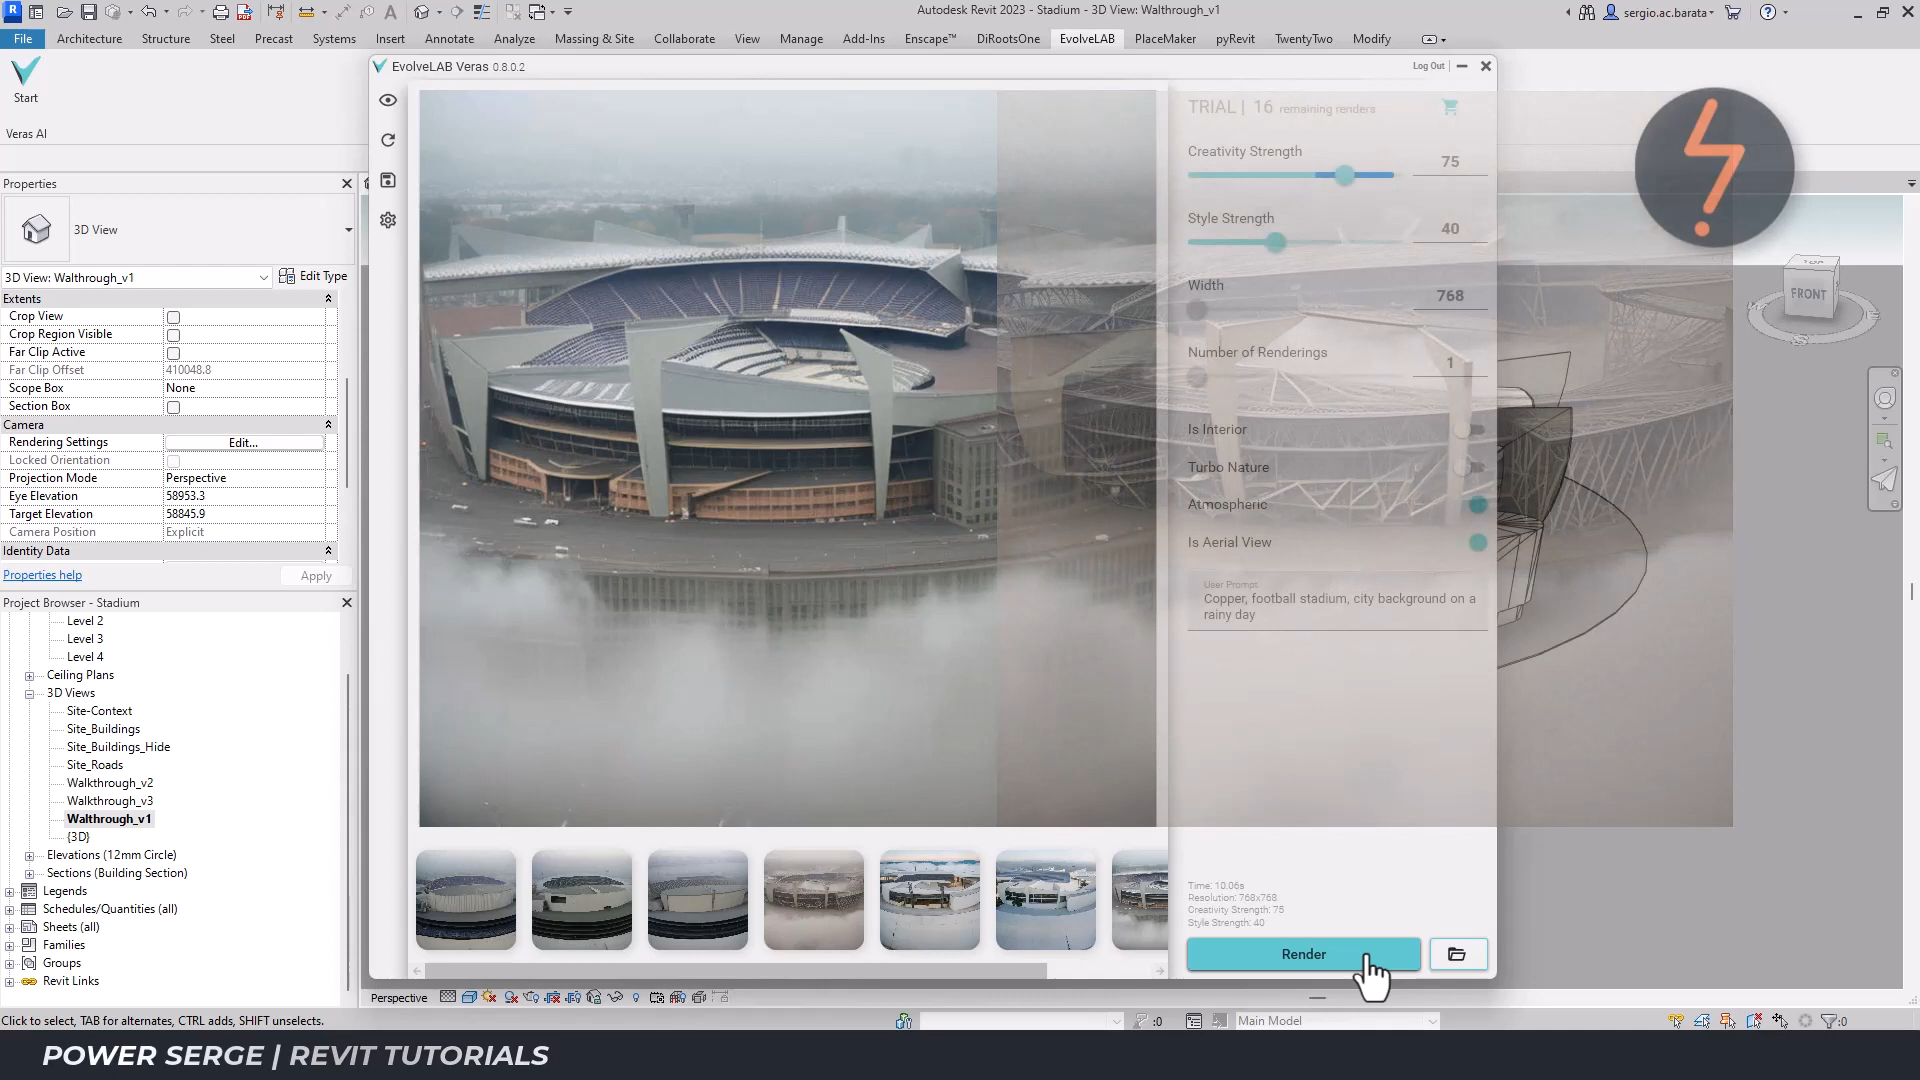 Autodesk Revit 2023 - Stadium - 3D View: Walthrough_v1
sergio.ac.barata
File Architecture Structure Steel Precast Systems Insert Annotate Analyze Massing & Site Collaborate View Manage Add-Ins Enscape™ DiRootsOne EvolveLAB PlaceMaker pyRevit TwentyTwo Modify
Start
Veras AI
EvolveLAB Veras 0.8.0.2
Log Out
TRIAL | 16 remaining renders
Creativity Strength
75
Style Strength
40
Width
768
Number of Renderings
1
Is Interior
Turbo Nature
Atmospheric
Is Aerial View
User Prompt
Copper, football stadium, city background on a
rainy day
Time: 10.06s
Resolution: 768x768
Creativity Strength: 75
Style Strength: 40
Render
TOP
FRONT
W
E
S
Properties
3D View
3D View: Walthrough_v1
Edit Type
Extents
Crop View
Crop Region Visible
Far Clip Active
Far Clip Offset 410048.8
Scope Box None
Section Box
Camera
Rendering Settings Edit...
Locked Orientation
Projection Mode Perspective
Eye Elevation 58953.3
Target Elevation 58845.9
Camera Position Explicit
Identity Data
Properties help
Apply
Project Browser - Stadium
Level 2
Level 3
Level 4
Ceiling Plans
3D Views
Site-Context
Site_Buildings
Site_Buildings_Hide
Site_Roads
Walkthrough_v2
Walkthrough_v3
Walthrough_v1
{3D}
Elevations (12mm Circle)
Sections (Building Section)
Legends
Schedules/Quantities (all)
Sheets (all)
Families
Groups
Revit Links
Perspective
Click to select, TAB for alternates, CTRL adds, SHIFT unselects.
:0
Main Model
:0
POWER SERGE | REVIT TUTORIALS